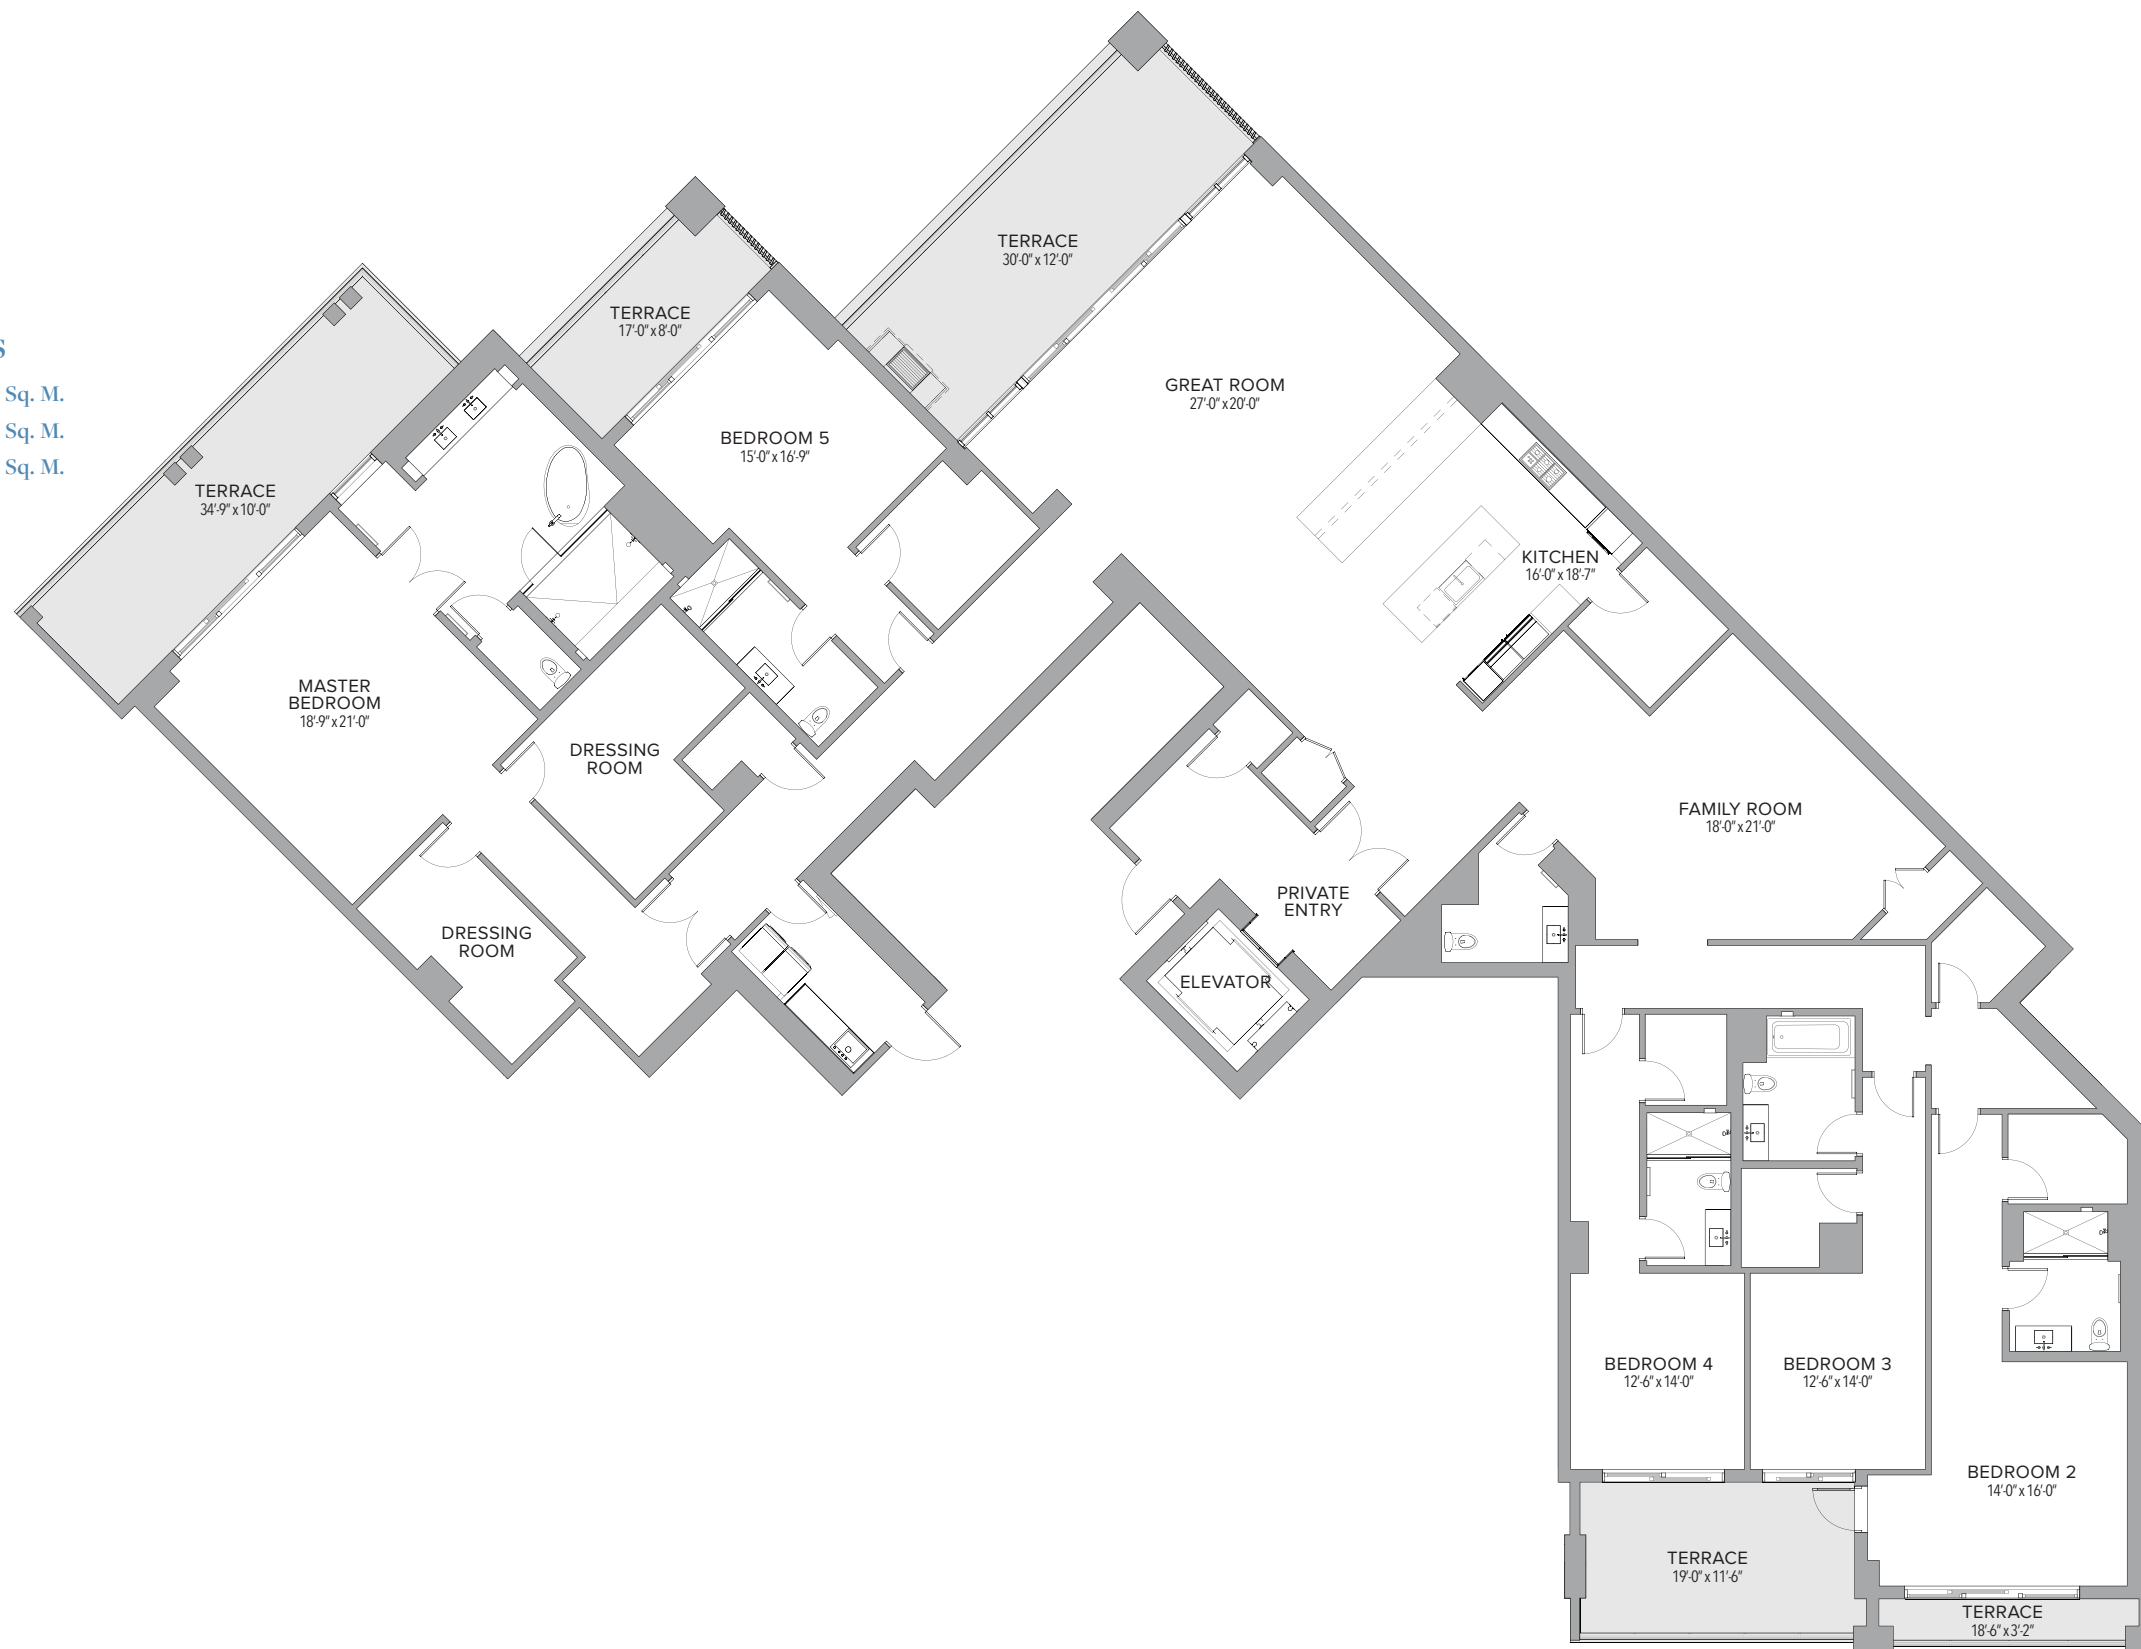 TERRACE
30'-0" x 12'-0"
TERRACE
17'-0" x 8'-0"
S
Sq. M.
Sq. M.
Sq. M.
GREAT ROOM
27'-0" x 20'-0"
BEDROOM 5
15'-0" x 16'-9"
TERRACE
34'-9" x 10'-0"
KITCHEN
16'-0" x 18'-7"
MASTER
BEDROOM
18'-9" x 21'-0"
DRESSING
ROOM
FAMILY ROOM
18'-0" x 21'-0"
PRIVATE
ENTRY
DRESSING
ROOM
ELEVATOR
BEDROOM 4
12'-6" x 14'-0"
BEDROOM 3
12'-6" x 14'-0"
BEDROOM 2
14'-0" x 16'-0"
TERRACE
19'-0" x 11'-6"
TERRACE
18'-6" x 3'-2"